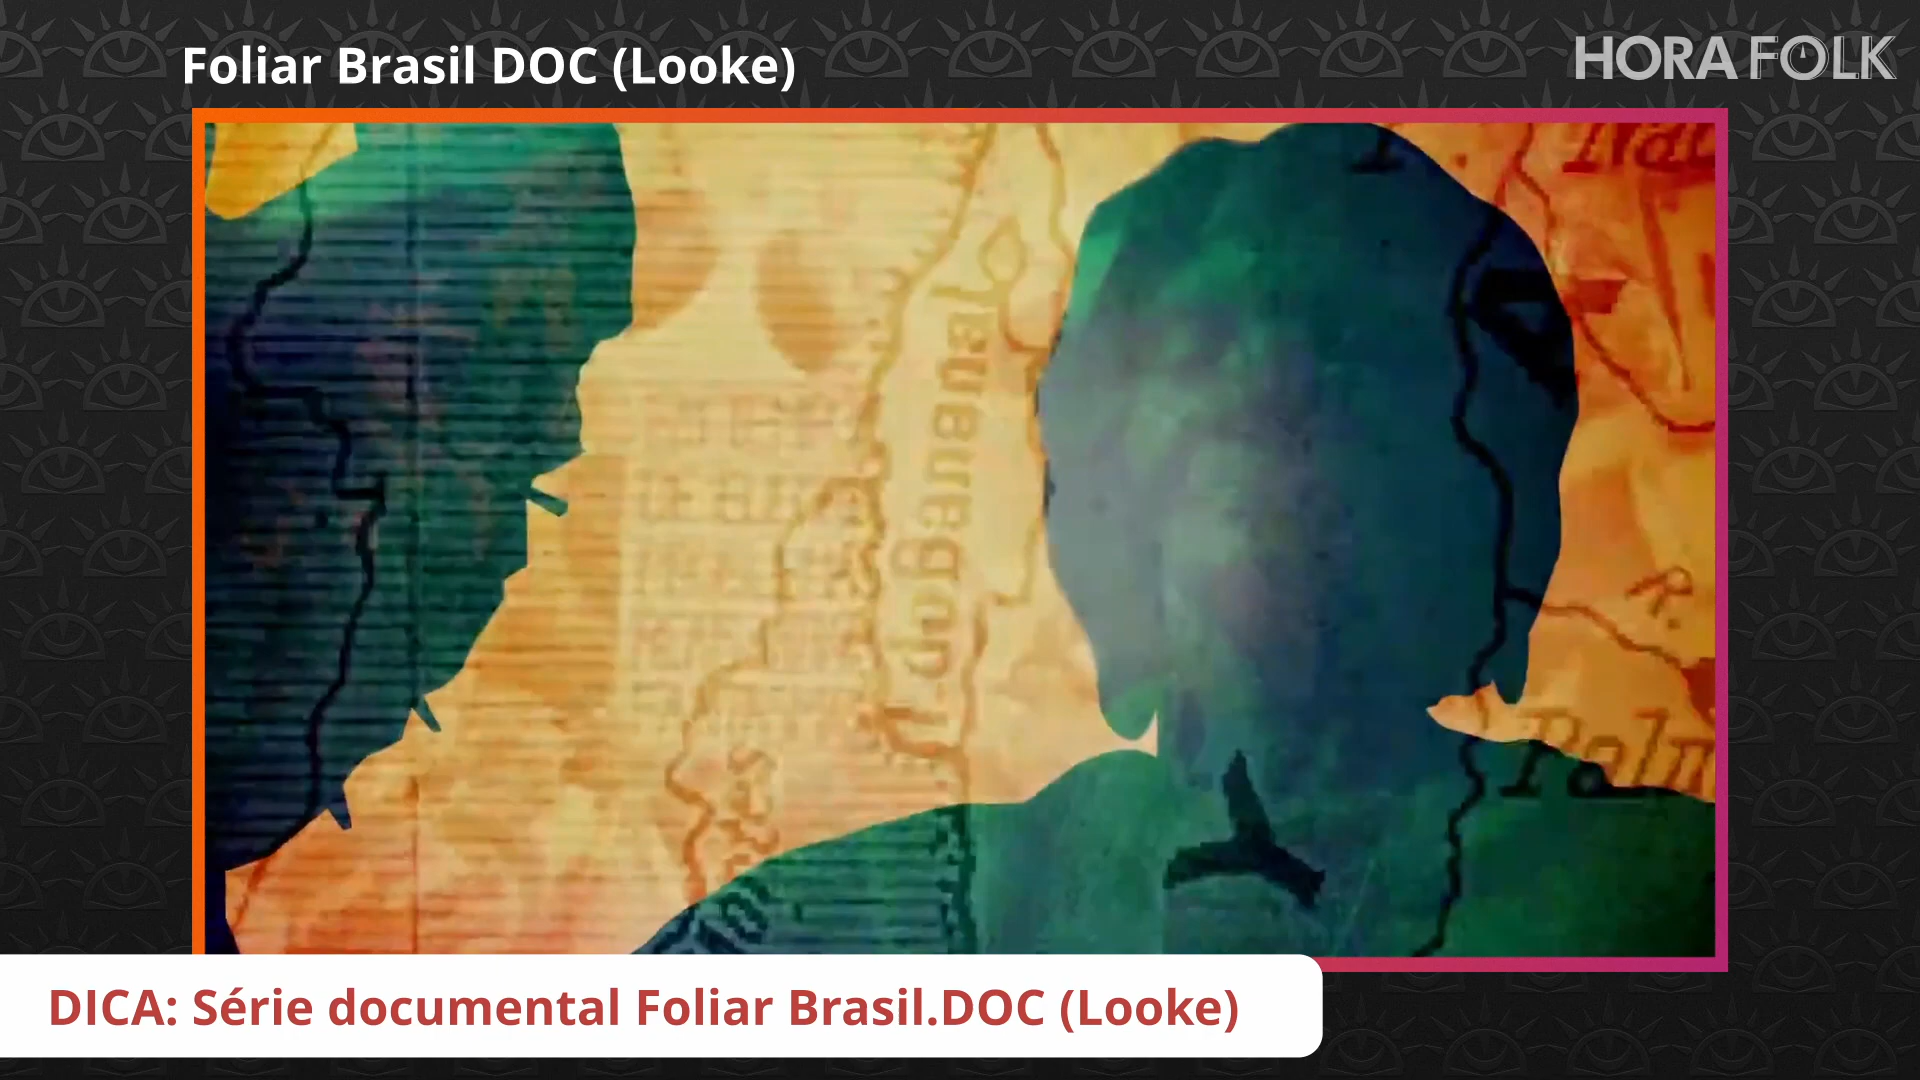 Foliar Brasil DOC (Looke)
HORA FOLK
R.
DICA: Série documental Foliar Brasil.DOC (Looke)